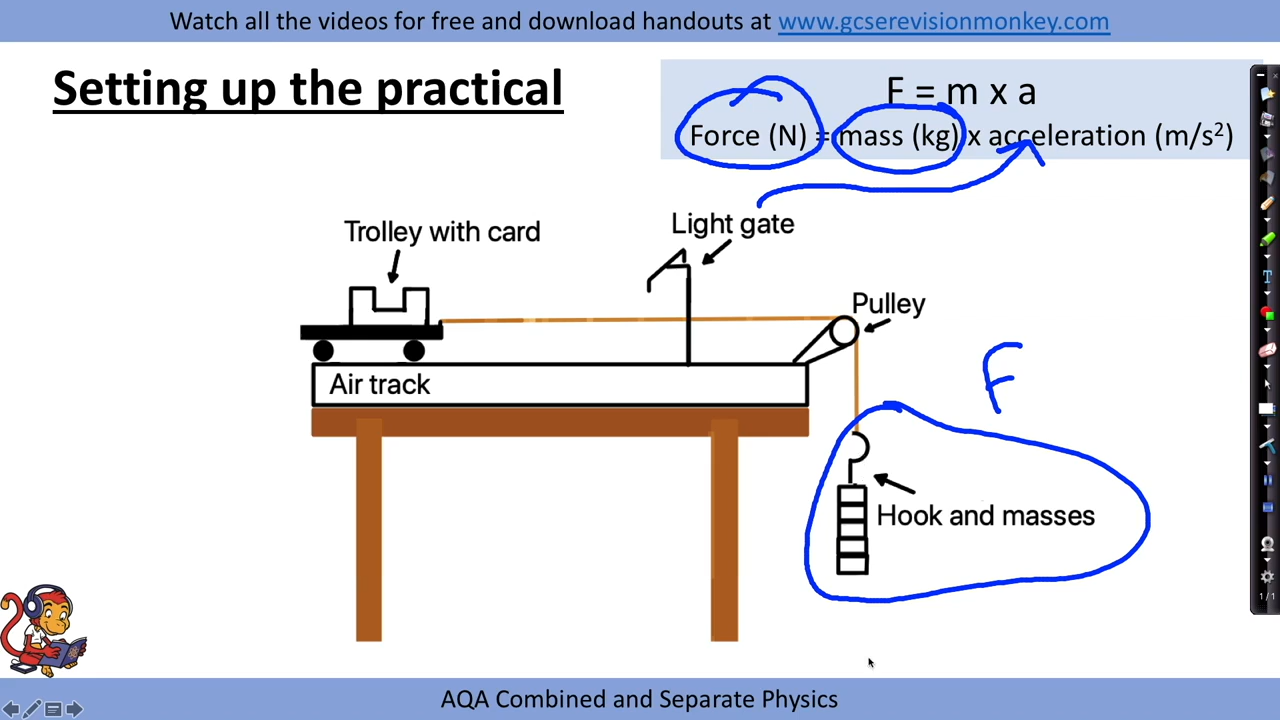 Watch all the videos for free and download handouts at www.gcserevisionmonkey.com
Setting up the practical
F = m x a
Force (N) = mass (kg) x acceleration (m/s²)
Trolley with card
Light gate
Pulley
Air track
F
Hook and masses
1/1
AQA Combined and Separate Physics